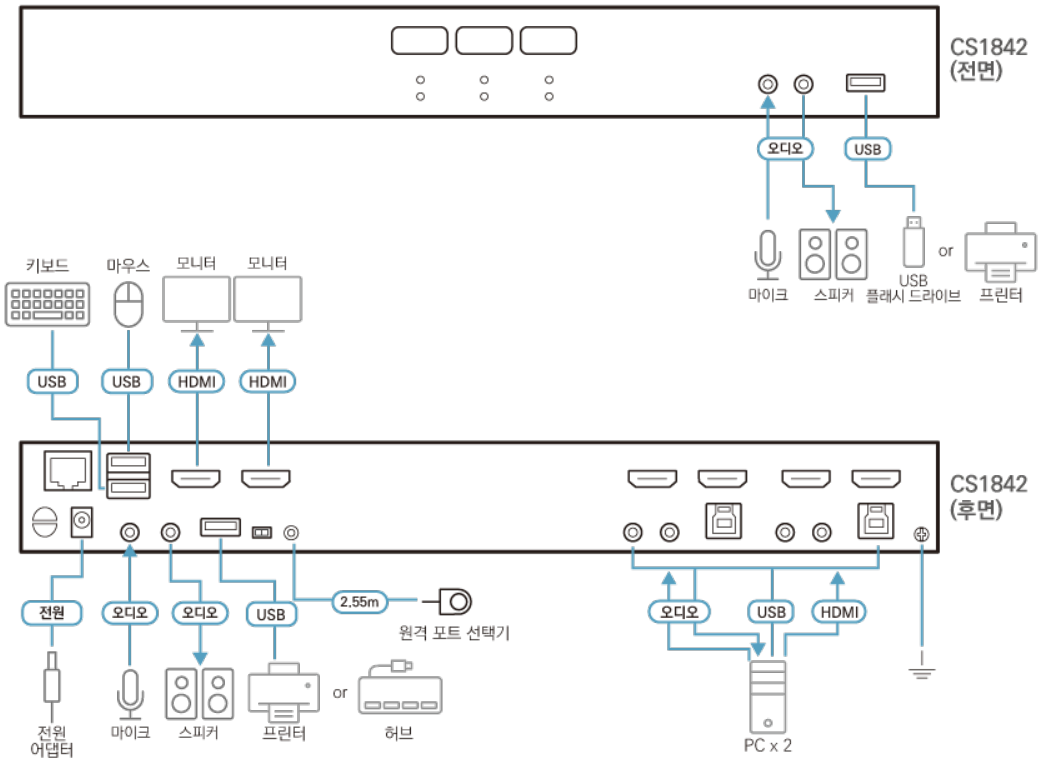 CS1842
(전면)
오디오
USB
마이크
스피커
USB
플래시 드라이브
or
프린터
키보드
마우스
모니터
모니터
USB
USB
HDMI
HDMI
CS1842
(후면)
전원
오디오
오디오
USB
2.55m
원격 포트 선택기
오디오
USB
HDMI
전원
어댑터
마이크
스피커
프린터
or
허브
PC x 2